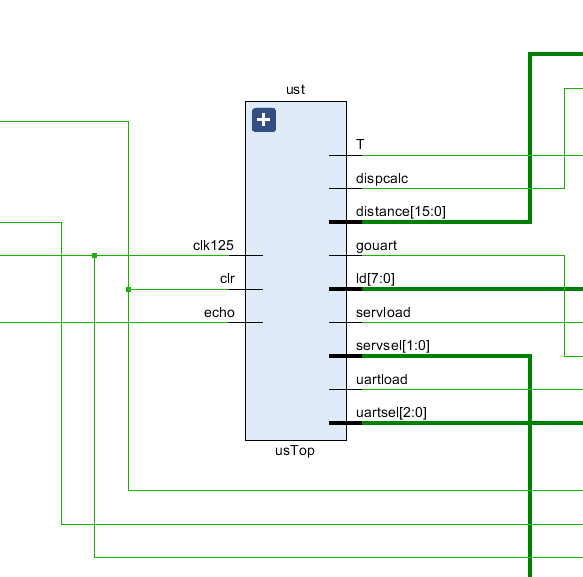 ust
T
dispcalc
distance[15:0]
clk125
gouart
clr
ld[7:0]
echo
servload
servsel[1:0]
uartload
uartsel[2:0]
usTop